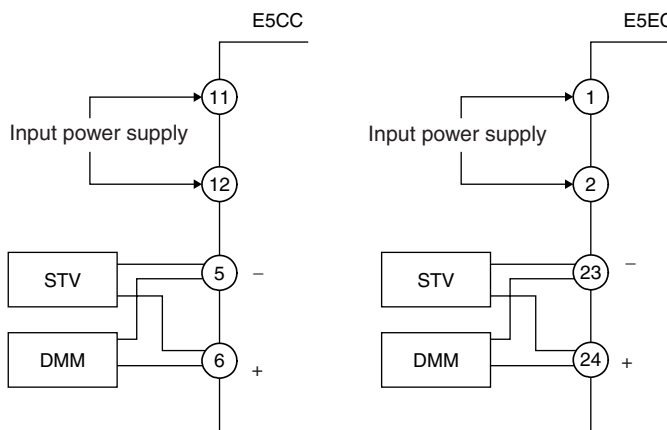 E5CC
11
Input power supply
12
STV
5
−
DMM
6
+
E5EC
1
Input power supply
2
STV
23
−
DMM
24
+